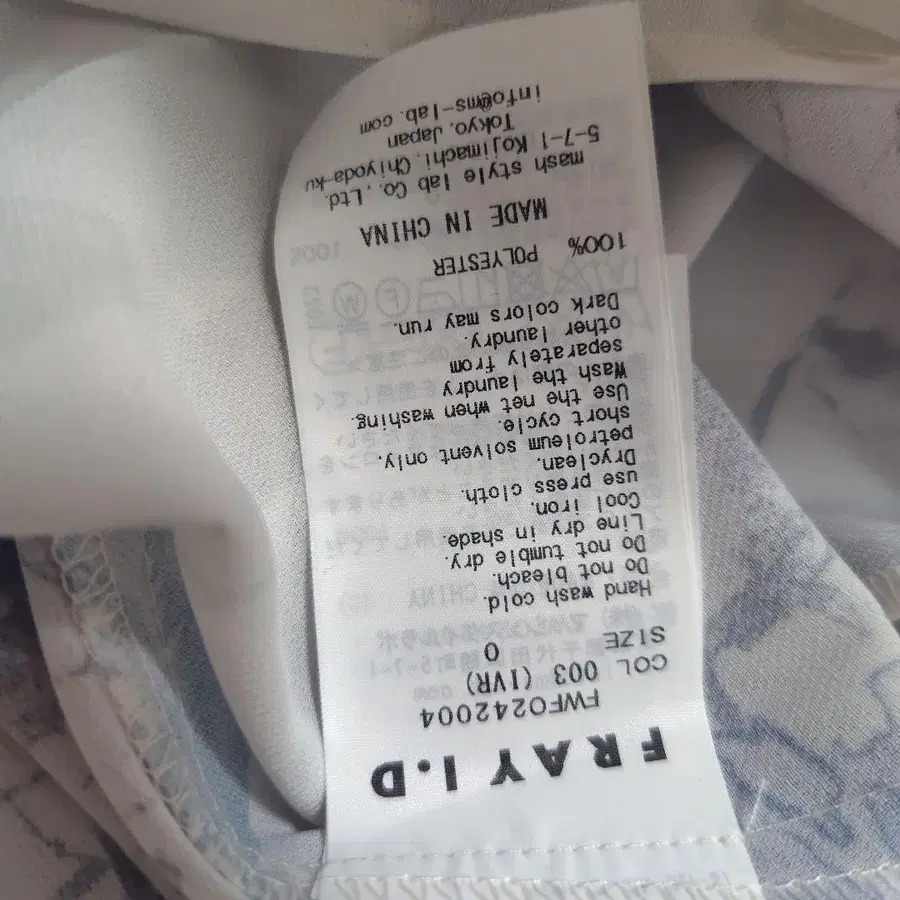 FRAY I.D
FWFO242004
COL 003 (IVR)
SIZE 0
Hand wash cold.
Do not bleach.
Do not tumble dry.
Line dry in shade.
Cool iron,
use press cloth.
Dryclean,
petroleum solvent only,
short cycle.
Use the net when washing.
Wash the laundry
separately from
other laundry.
Dark colors may run.
100% POLYESTER
MADE IN CHINA
mash style lab Co., Ltd.
5-7-1 Kojimachi, Chiyoda-ku
Tokyo, Japan
info@ms-lab.com